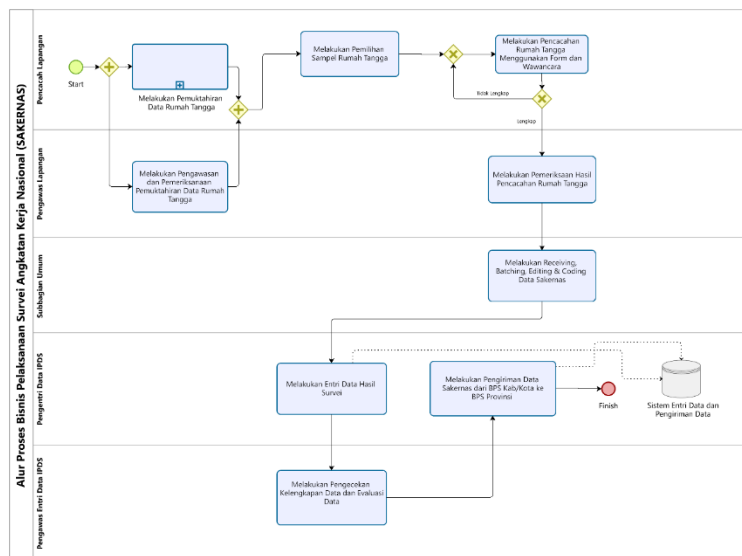 Alur Proses Bisnis Pelaksanaan Survei Angkatan Kerja Nasional (SAKERNAS)
Pencacah Lapangan
Start
Melakukan Pemuktahiran
Data Rumah Tangga
Melakukan Pemilihan
Sampel Rumah Tangga
Melakukan Pencacahan
Rumah Tangga
Menggunakan Form dan
Wawancara
tidak lengkap
Lengkap
Pengawas Lapangan
Melakukan Pengawasan
dan Pemeriksanaan
Pemuktahiran Data Rumah
Tangga
Melakukan Pemeriksaan Hasil
Pencacahan Rumah Tangga
Subbagian Umum
Melakukan Receiving,
Batching, Editing & Coding
Data Sakernas
Pengentri Data IPDS
Melakukan Entri Data Hasil
Survei
Melakukan Pengiriman Data
Sakernas dari BPS Kab/Kota ke
BPS Provinsi
Finish
Sistem Entri Data dan
Pengiriman Data
Pengawas Entri Data IPDS
Melakukan Pengecekan
Kelengkapan Data dan Evaluasi
Data